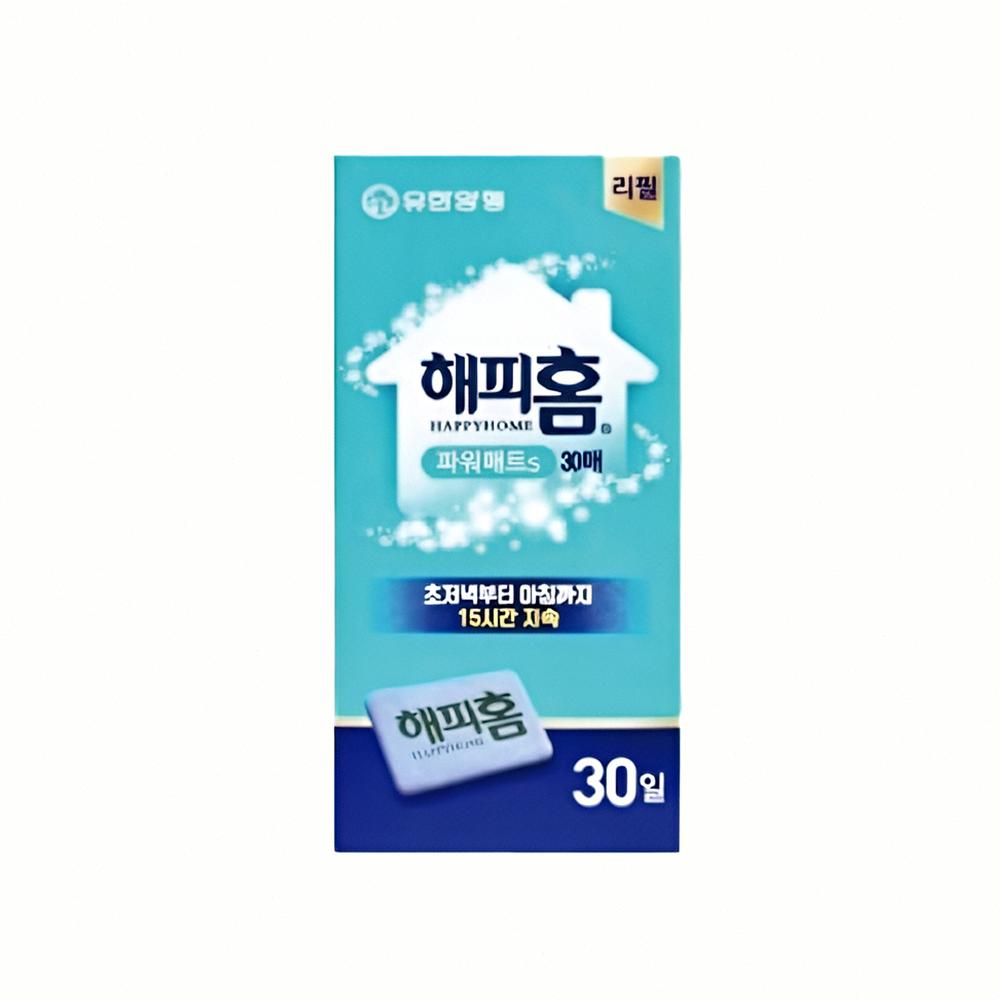 유한양행
리필
해피홈
HAPPYHOME
파워매트s 30매
초저녁부터 아침까지
15시간 지속
해피홈
HAPPYHOME
30일